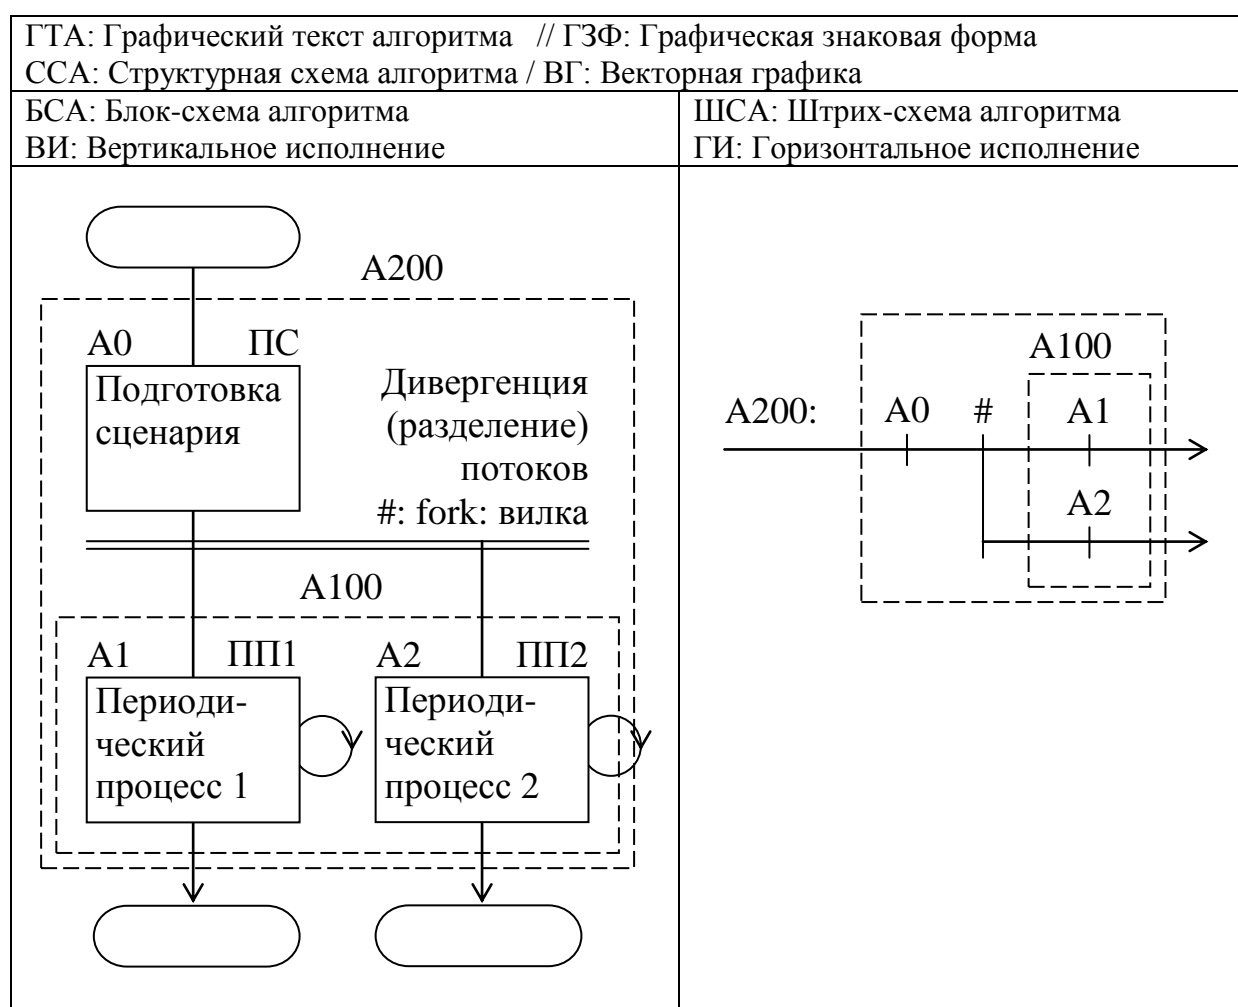 ГТА: Графический текст алгоритма // ГЗФ: Графическая знаковая форма
ССА: Структурная схема алгоритма / ВГ: Векторная графика
БСА: Блок-схема алгоритма
ВИ: Вертикальное исполнение
ШСА: Штрих-схема алгоритма
ГИ: Горизонтальное исполнение
А200
А0 ПС
Подготовка
сценария
Дивергенция
(разделение)
потоков
#: fork: вилка
А100
А1 ПП1
Периоди-
ческий
процесс 1
А2 ПП2
Периоди-
ческий
процесс 2
А100
А200: А0 # А1
А2